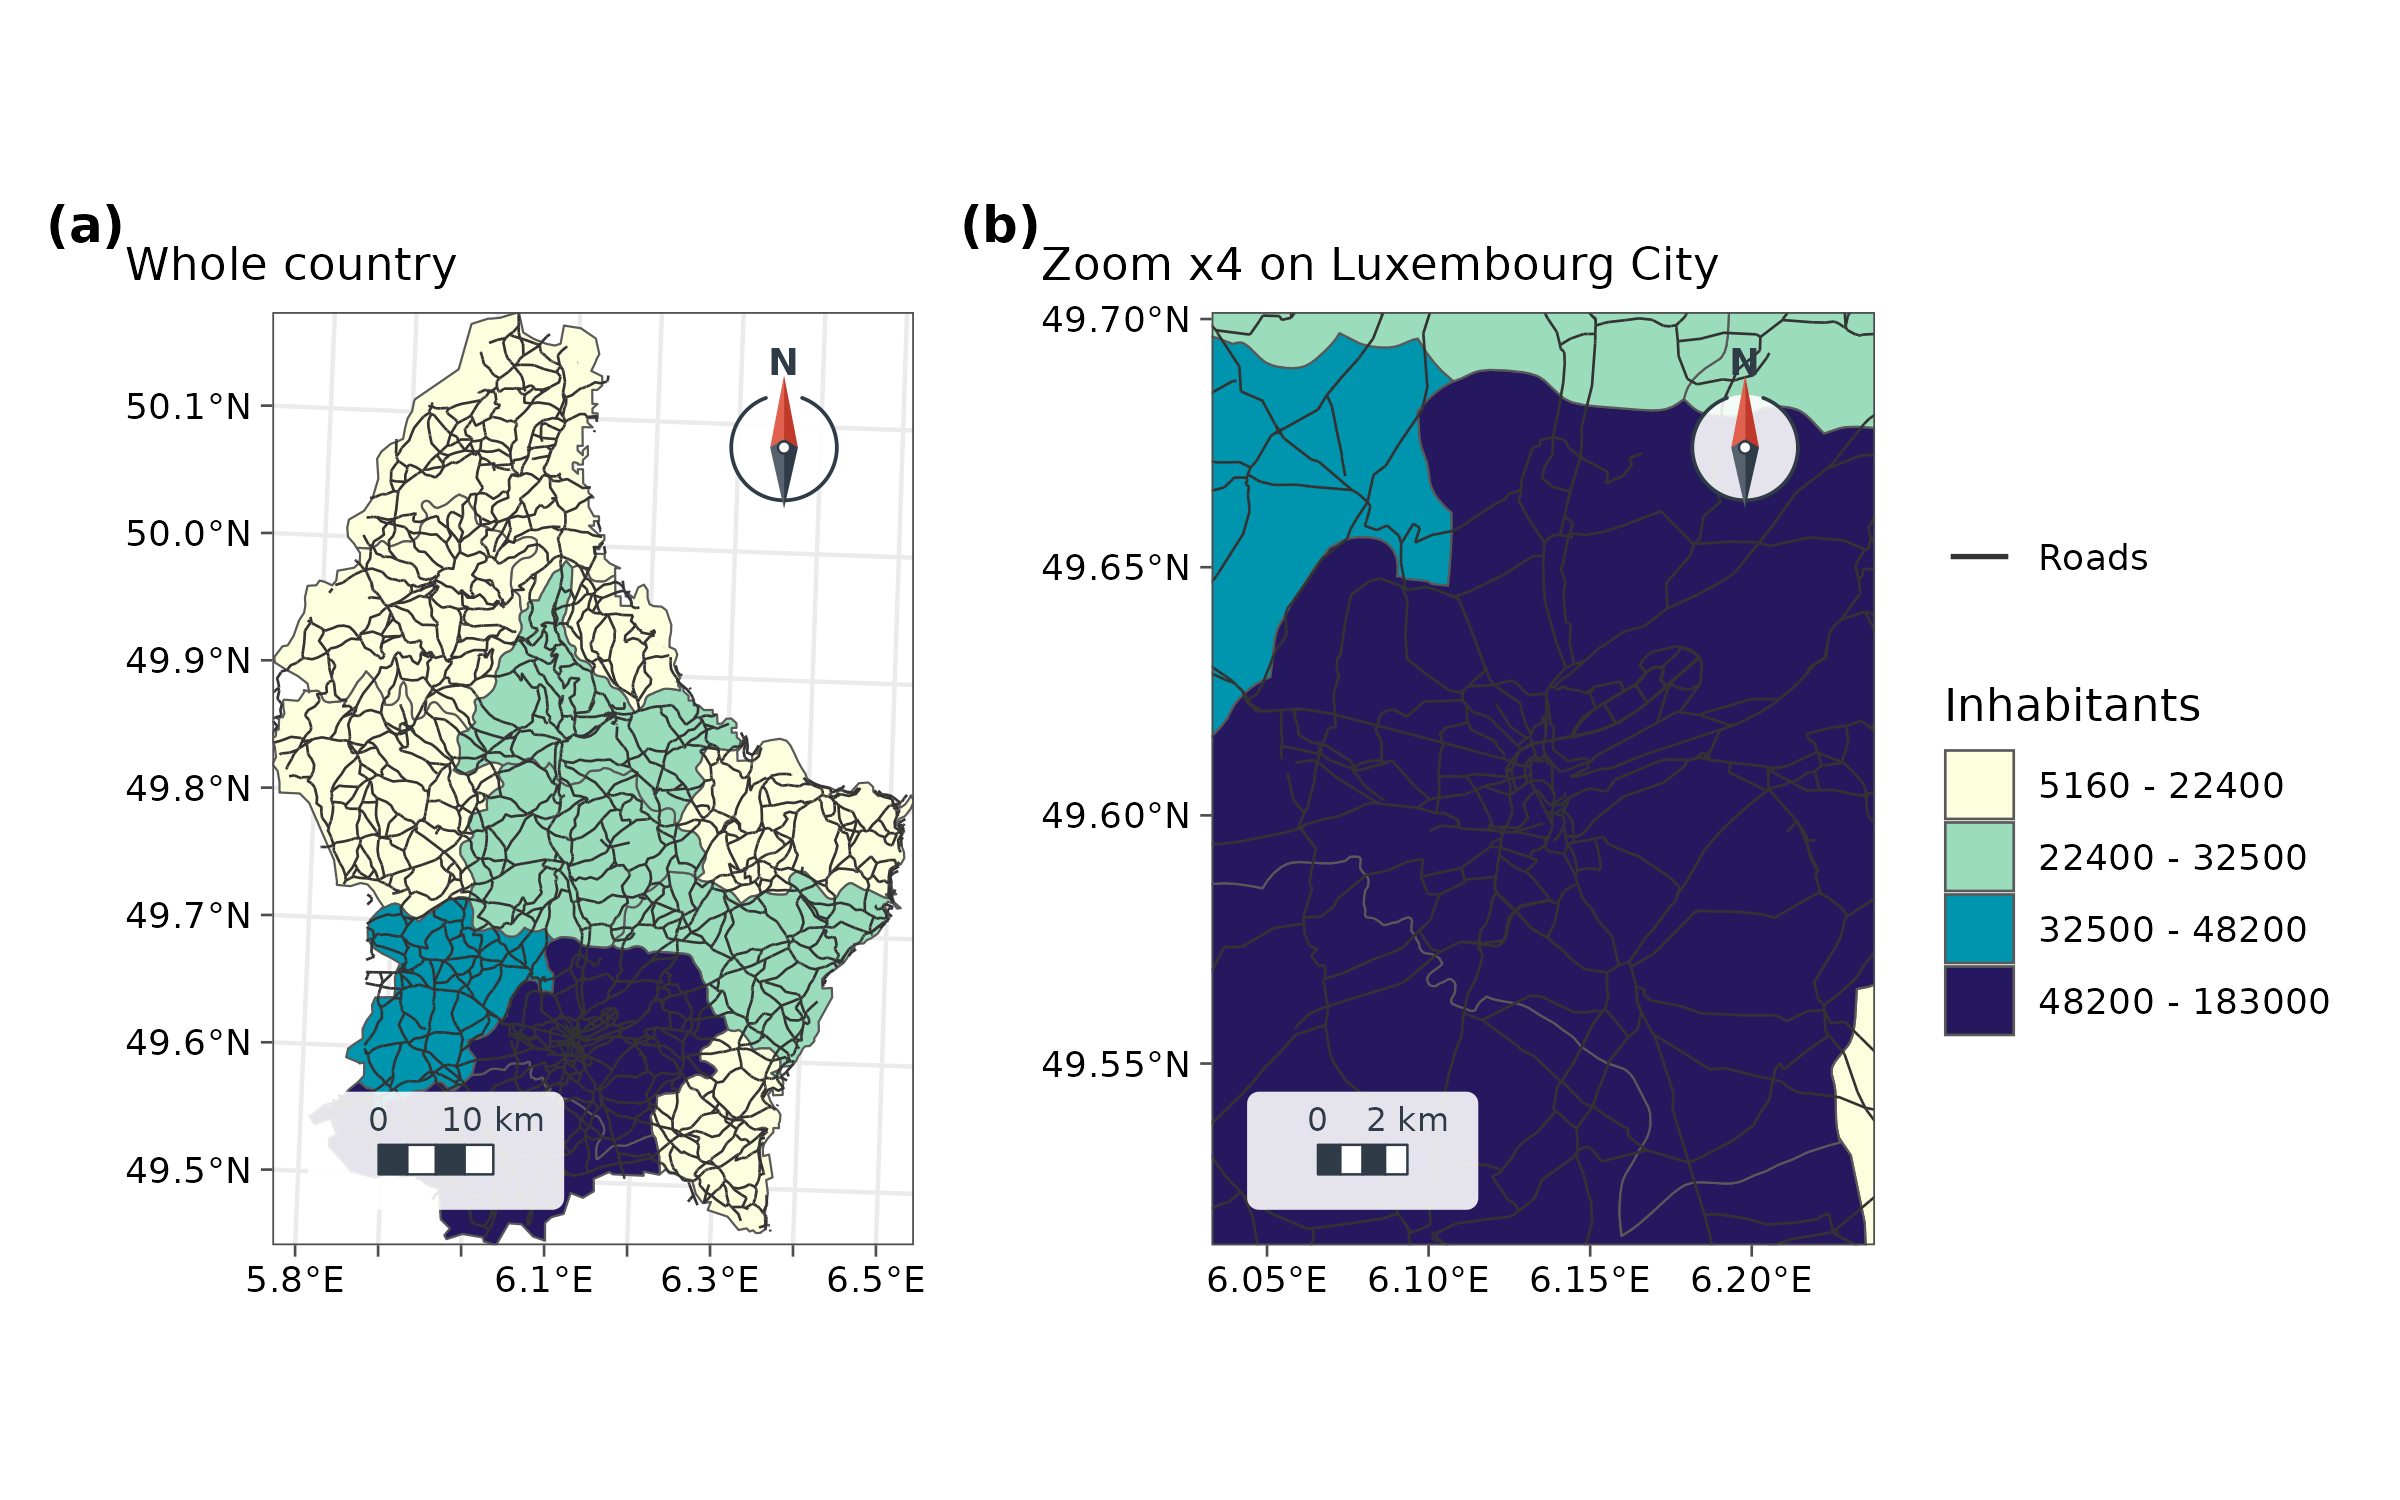 (a)
Whole country
N
50.1°N
50.0°N
49.9°N
49.8°N
49.7°N
49.6°N
49.5°N
0 10 km
5.8°E 6.1°E 6.3°E 6.5°E
(b)
Zoom x4 on Luxembourg City
N
49.70°N
49.65°N
49.60°N
49.55°N
0 2 km
6.05°E 6.10°E 6.15°E 6.20°E
Roads
Inhabitants
5160 - 22400
22400 - 32500
32500 - 48200
48200 - 183000